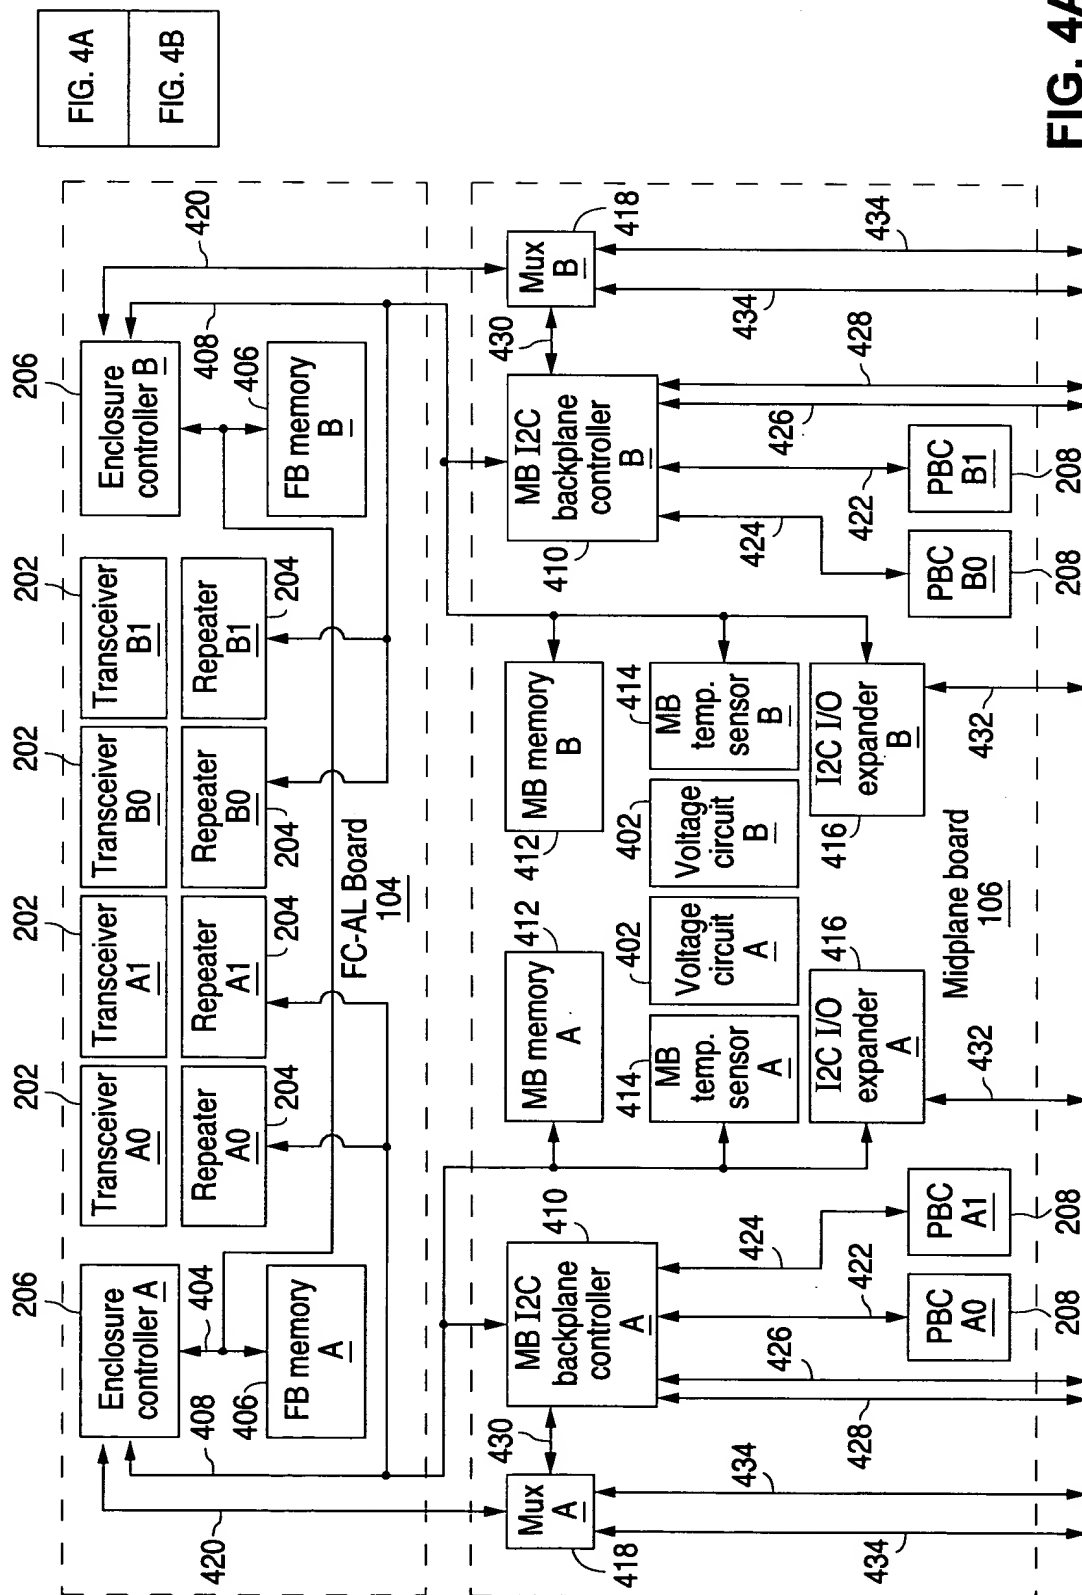 FIG. 4A
FIG. 4B
206
Enclosure
controller A
404
406
FB memory
A
408
420
202
Transceiver
A0
202
Transceiver
A1
202
Transceiver
B0
202
Transceiver
B1
Repeater
A0
204
Repeater
A1
204
Repeater
B0
204
Repeater
B1
204
FC-AL Board
104
206
Enclosure
controller B
406
FB memory
B
408
420
418
Mux
A
430
410
MB I2C
backplane
controller
A
412
MB memory
A
412
MB memory
B
414
MB
temp.
sensor
A
402
Voltage
circuit
A
402
Voltage
circuit
B
414
MB
temp.
sensor
B
416
I2C I/O
expander
A
416
I2C I/O
expander
B
410
MB I2C
backplane
controller
B
430
418
Mux
B
434
434
428
426
422
424
PBC
A0
208
PBC
A1
208
432
Midplane board
106
432
424
422
426
428
434
434
PBC
B0
208
PBC
B1
208
FIG. 4A